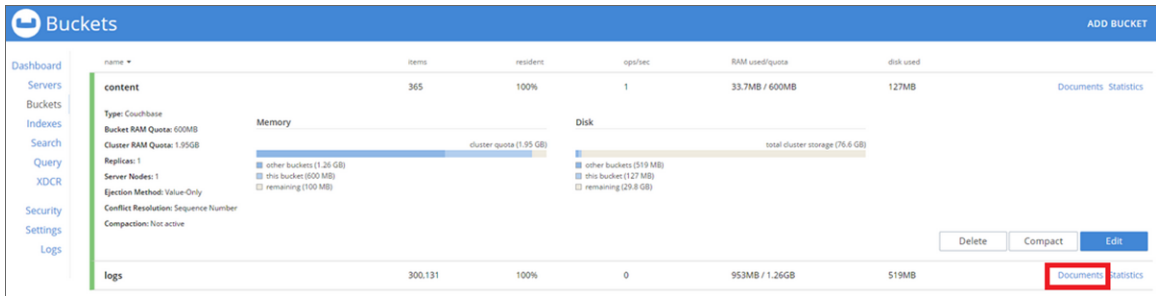 Buckets
ADD BUCKET
Dashboard
Servers
Buckets
Indexes
Search
Query
XDCR
Security
Settings
Logs
name items resident ops/sec RAM used/quota disk used
content 365 100% 1 33.7MB / 600MB 127MB Documents Statistics
Type: Couchbase
Bucket RAM Quota: 600MB
Cluster RAM Quota: 1.95GB
Replicas: 1
Server Nodes: 1
Ejection Method: Value-Only
Conflict Resolution: Sequence Number
Compaction: Not active
Memory
cluster quota (1.95 GB)
other buckets (1.26 GB)
this bucket (600 MB)
remaining (100 MB)
Disk
total cluster storage (76.6 GB)
other buckets (519 MB)
this bucket (127 MB)
remaining (29.8 GB)
Delete Compact Edit
logs 300,131 100% 0 953MB / 1.26GB 519MB Documents Statistics